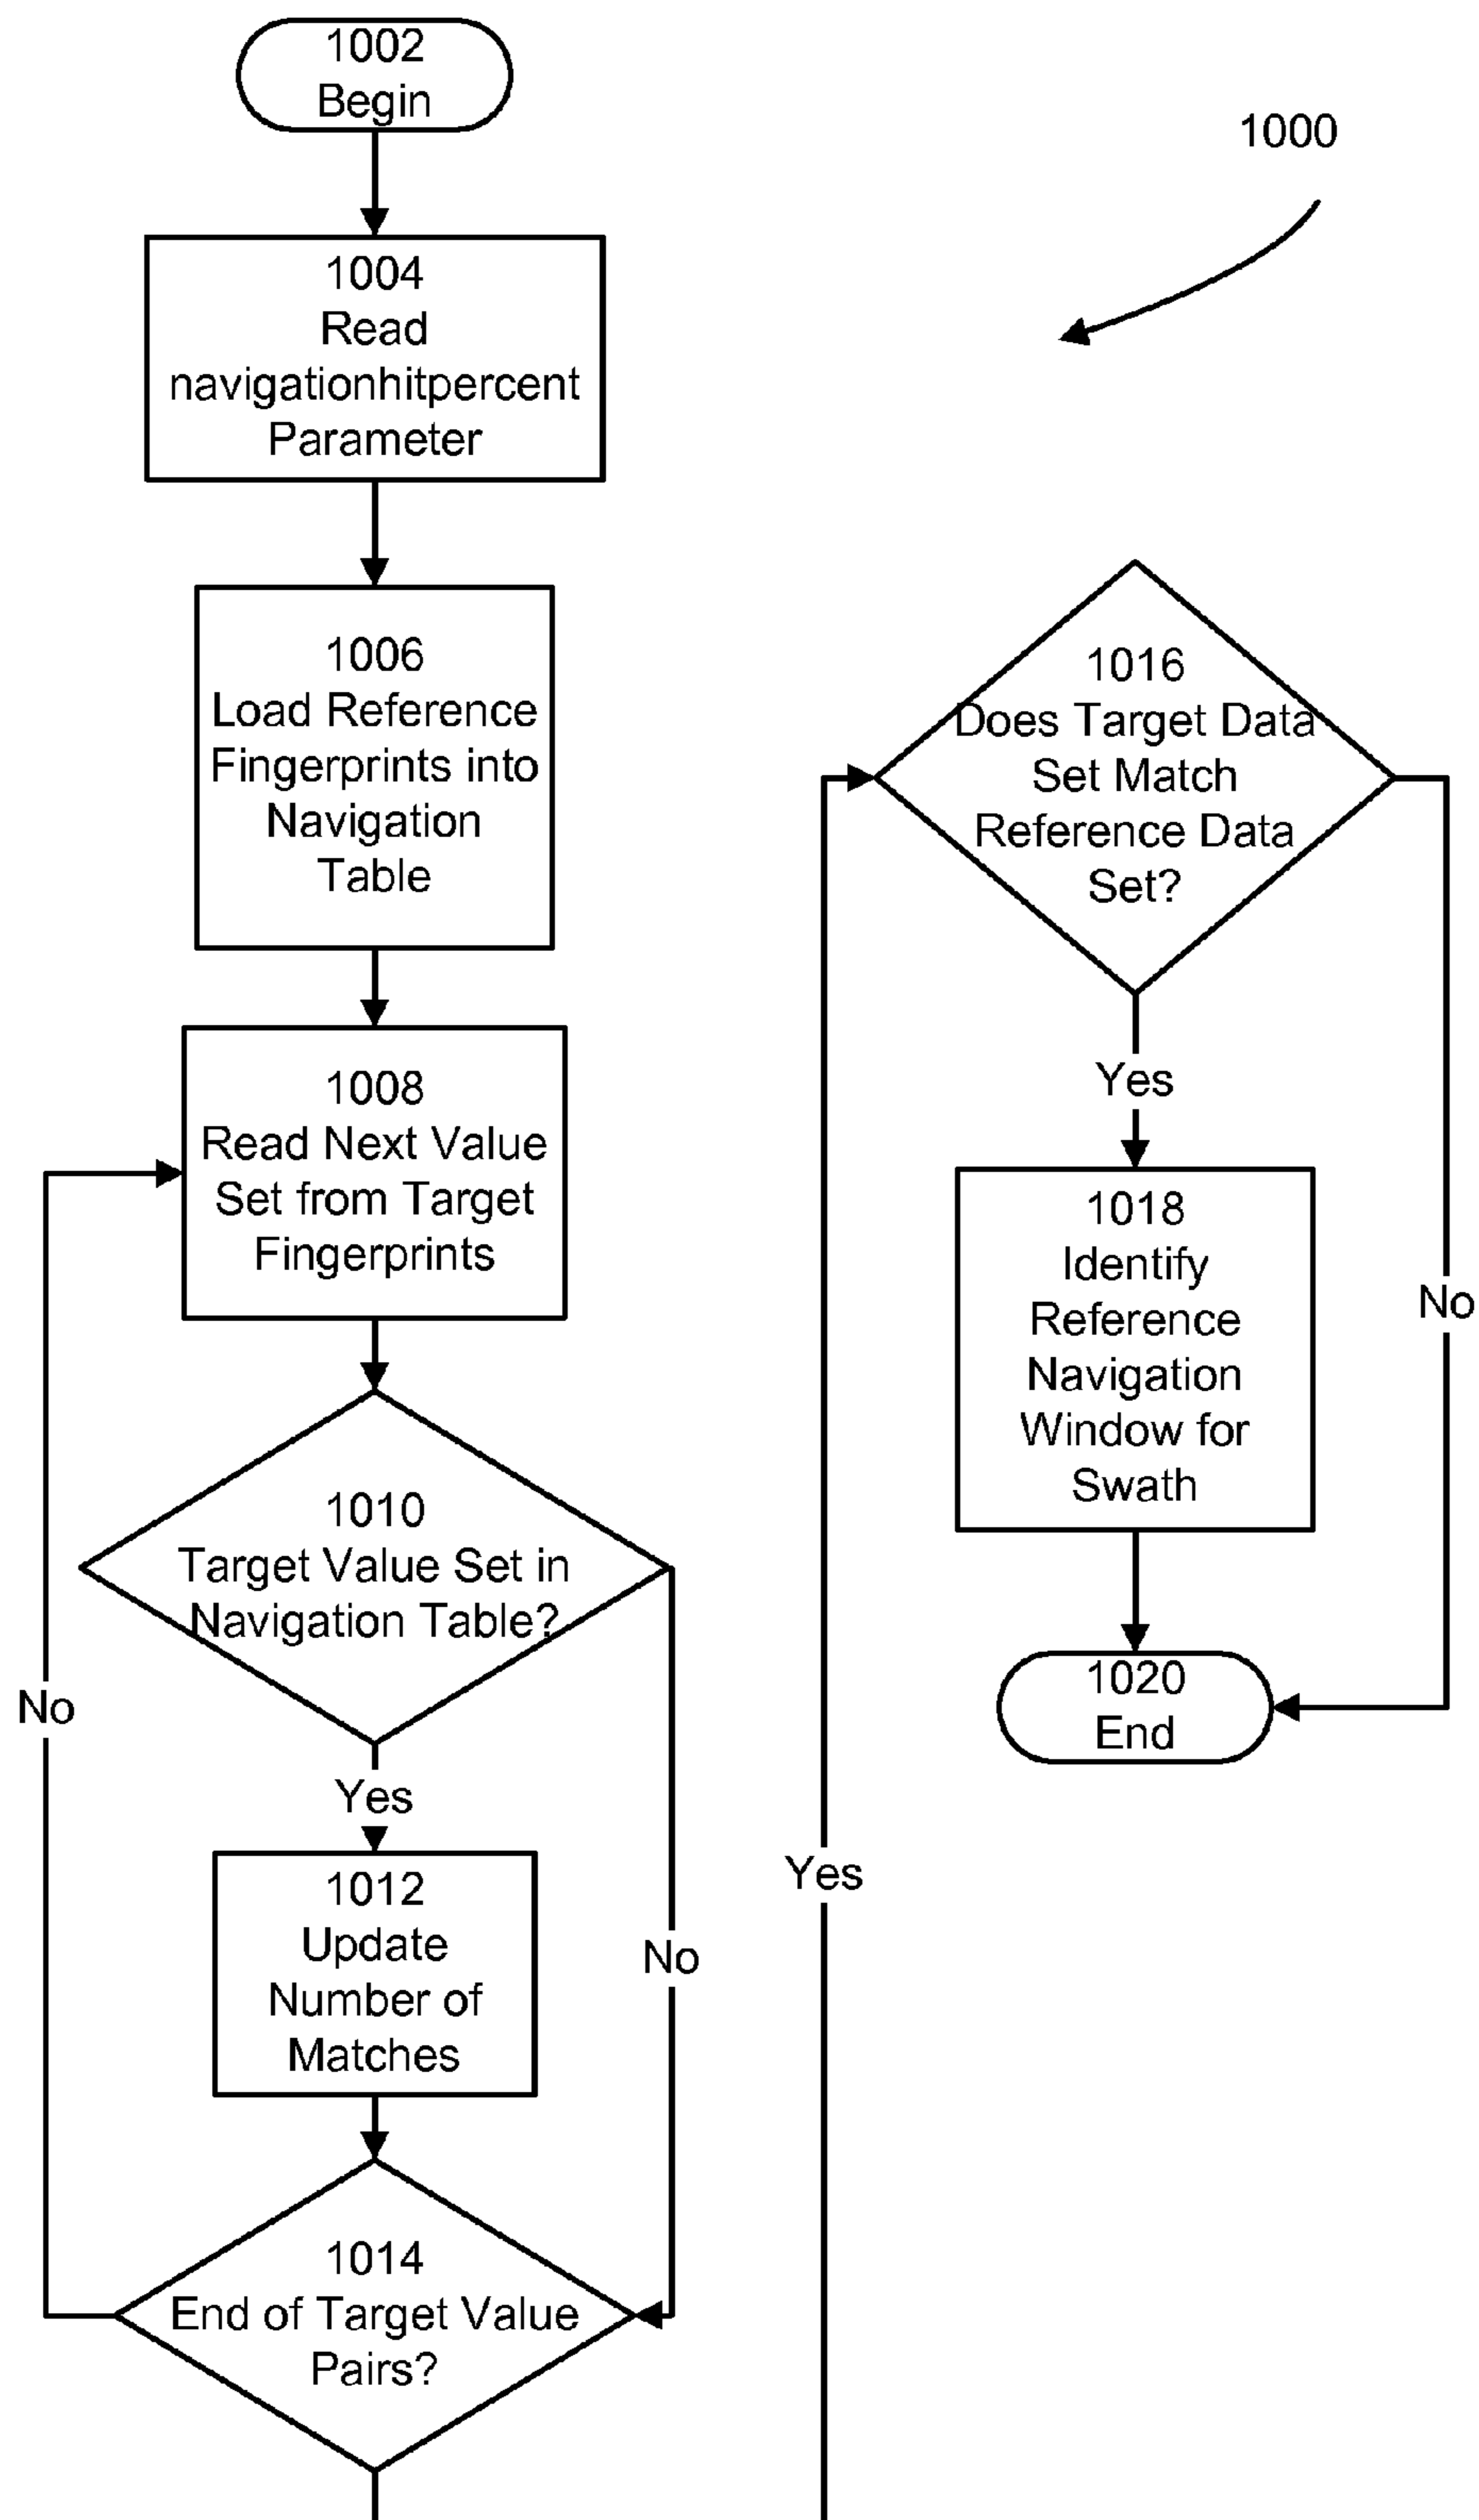 1002
Begin
1000
1004
Read
navigationhitpercent
Parameter
1006
Load Reference
Fingerprints into
Navigation
Table
1008
Read Next Value
Set from Target
Fingerprints
1010
Target Value Set in
Navigation Table?
No
Yes
1012
Update
Number of
Matches
No
1014
End of Target Value
Pairs?
Yes
1016
Does Target Data
Set Match
Reference Data
Set?
Yes
1018
Identify
Reference
Navigation
Window for
Swath
No
1020
End